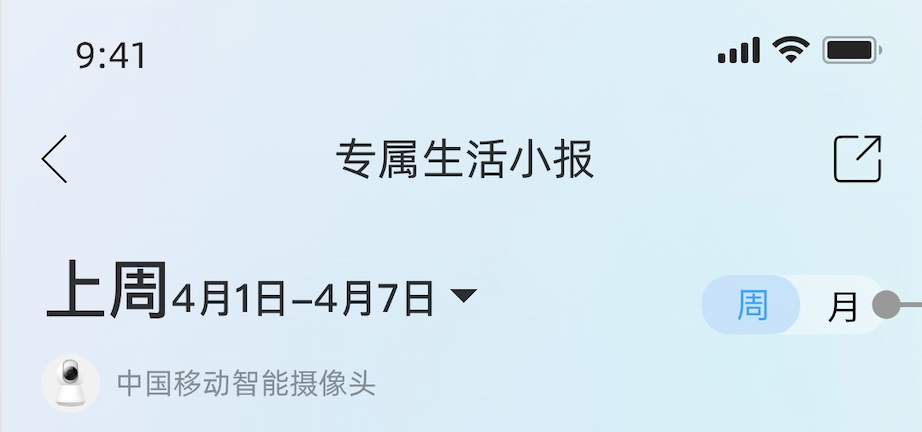 9:41
专属生活小报
上周4月1日–4月7日
周 月
中国移动智能摄像头